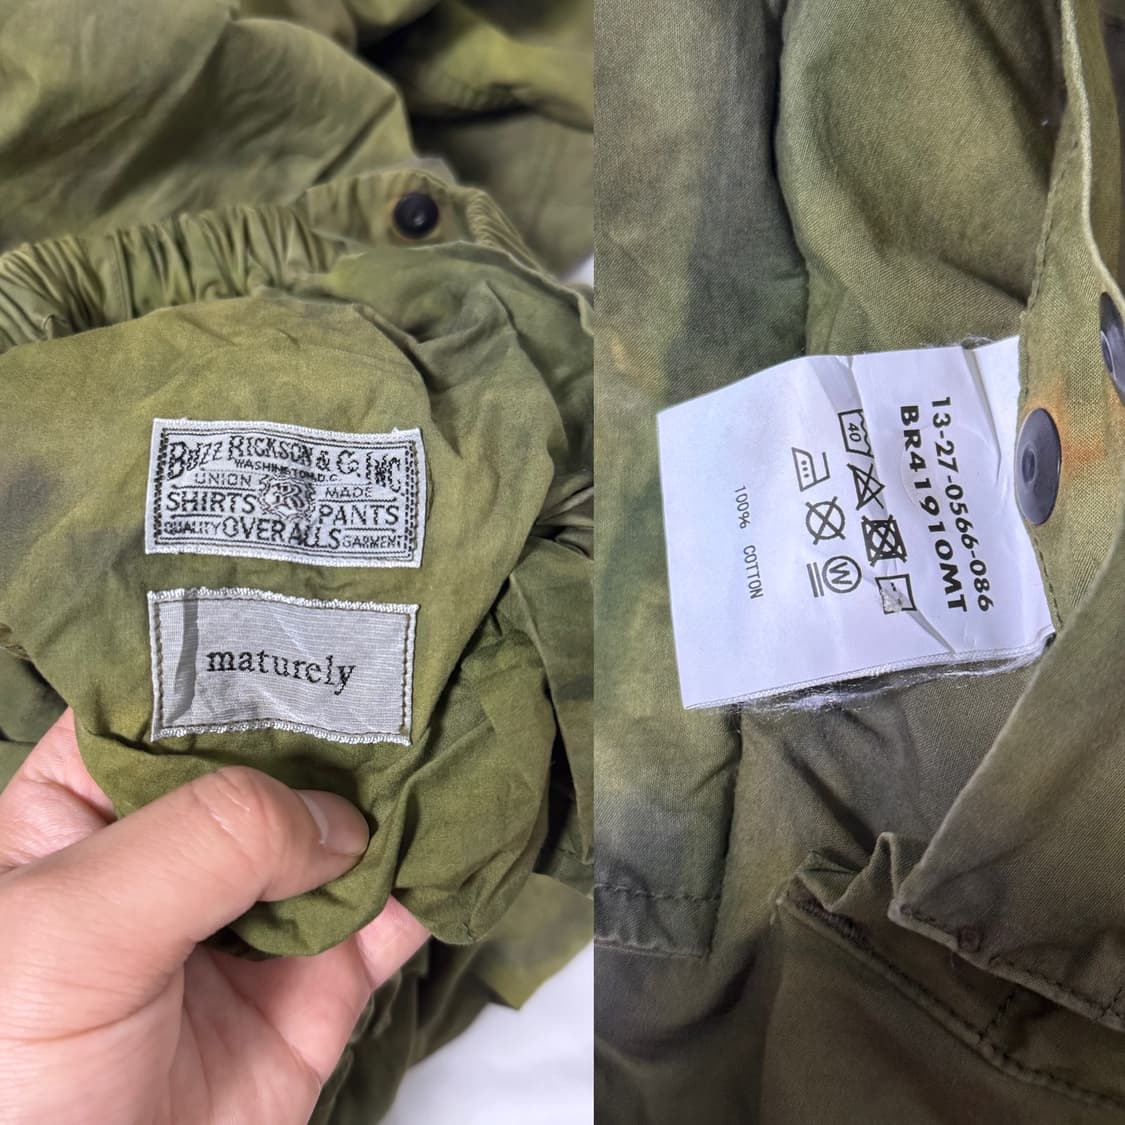 BUZZ RICKSON & CO. INC
WASHINGTON, D.C.
UNION MADE
SHIRTS PANTS
QUALITY OVERALLS GARMENT
maturely
13-27-0566-086
BR41910MT
40
W
100% COTTON